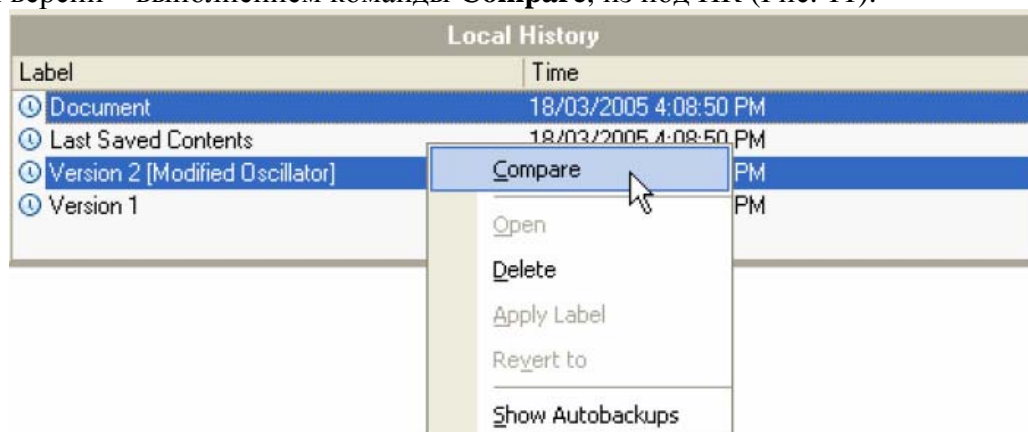 выполнением команды Compare, из под ПК (Рис. 11).
Local History
Label Time
Document 18/03/2005 4:08:50 PM
Last Saved Contents 18/03/2005 4:08:50 PM
Version 2 [Modified Oscillator] PM
Version 1 PM
Compare
Open
Delete
Apply Label
Revert to
Show Autobackups